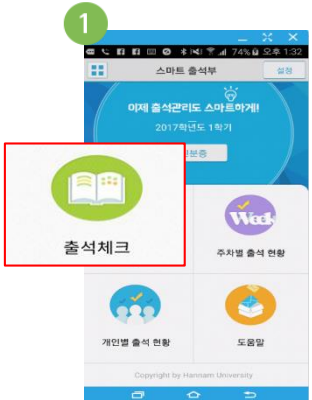 1
74% 오후 1:32
스마트 출석부
설정
이제 출석관리도 스마트하게!
2017학년도 1학기
분증
출석체크
Week
주차별 출석 현황
개인별 출석 현황
도움말
Copyright by Hannam University